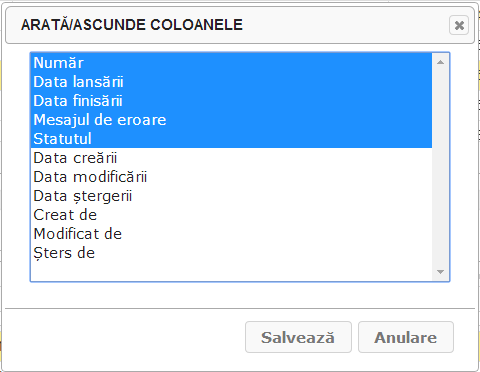 ARATĂ/ASCUNDE COLOANELE
Număr
Data lansării
Data finisării
Mesajul de eroare
Statutul
Data creării
Data modificării
Data ștergerii
Creat de
Modificat de
Șters de
Salvează
Anulare